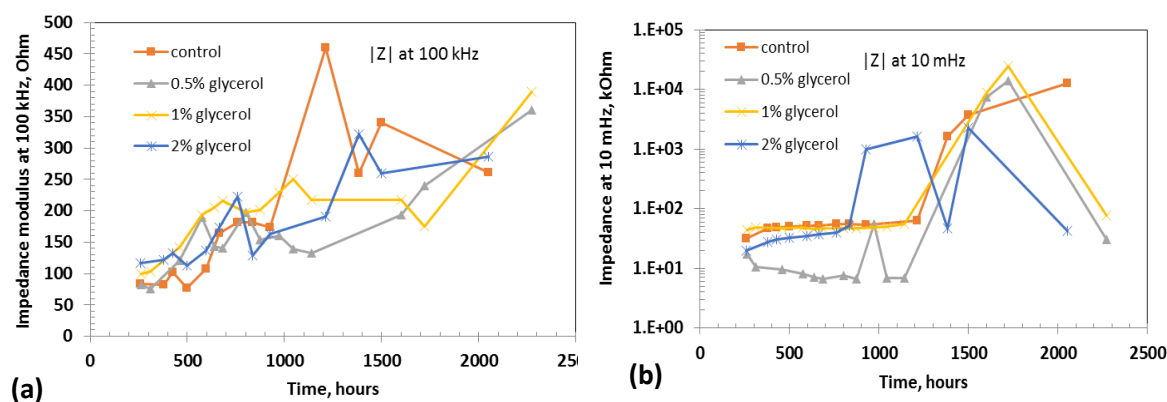 500
450
400
350
300
250
200
150
100
50
0
Impedance modulus at 100 kHz, Ohm
control
0.5% glycerol
1% glycerol
2% glycerol
|Z| at 100 kHz
0 500 1000 1500 2000 250
Time, hours
(a)
1.E+05
1.E+04
1.E+03
1.E+02
1.E+01
1.E+00
Impedance at 10 mHz, kOhm
control
0.5% glycerol
1% glycerol
2% glycerol
|Z| at 10 mHz
0 500 1000 1500 2000 2500
Time, hours
(b)